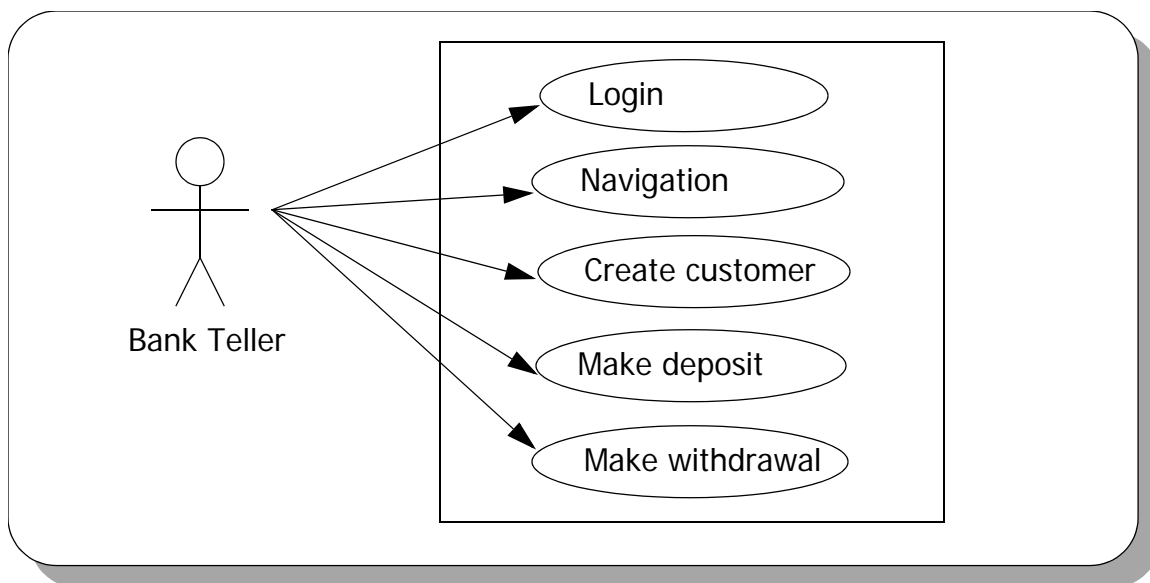 Login
Navigation
Create customer
Bank Teller
Make deposit
Make withdrawal